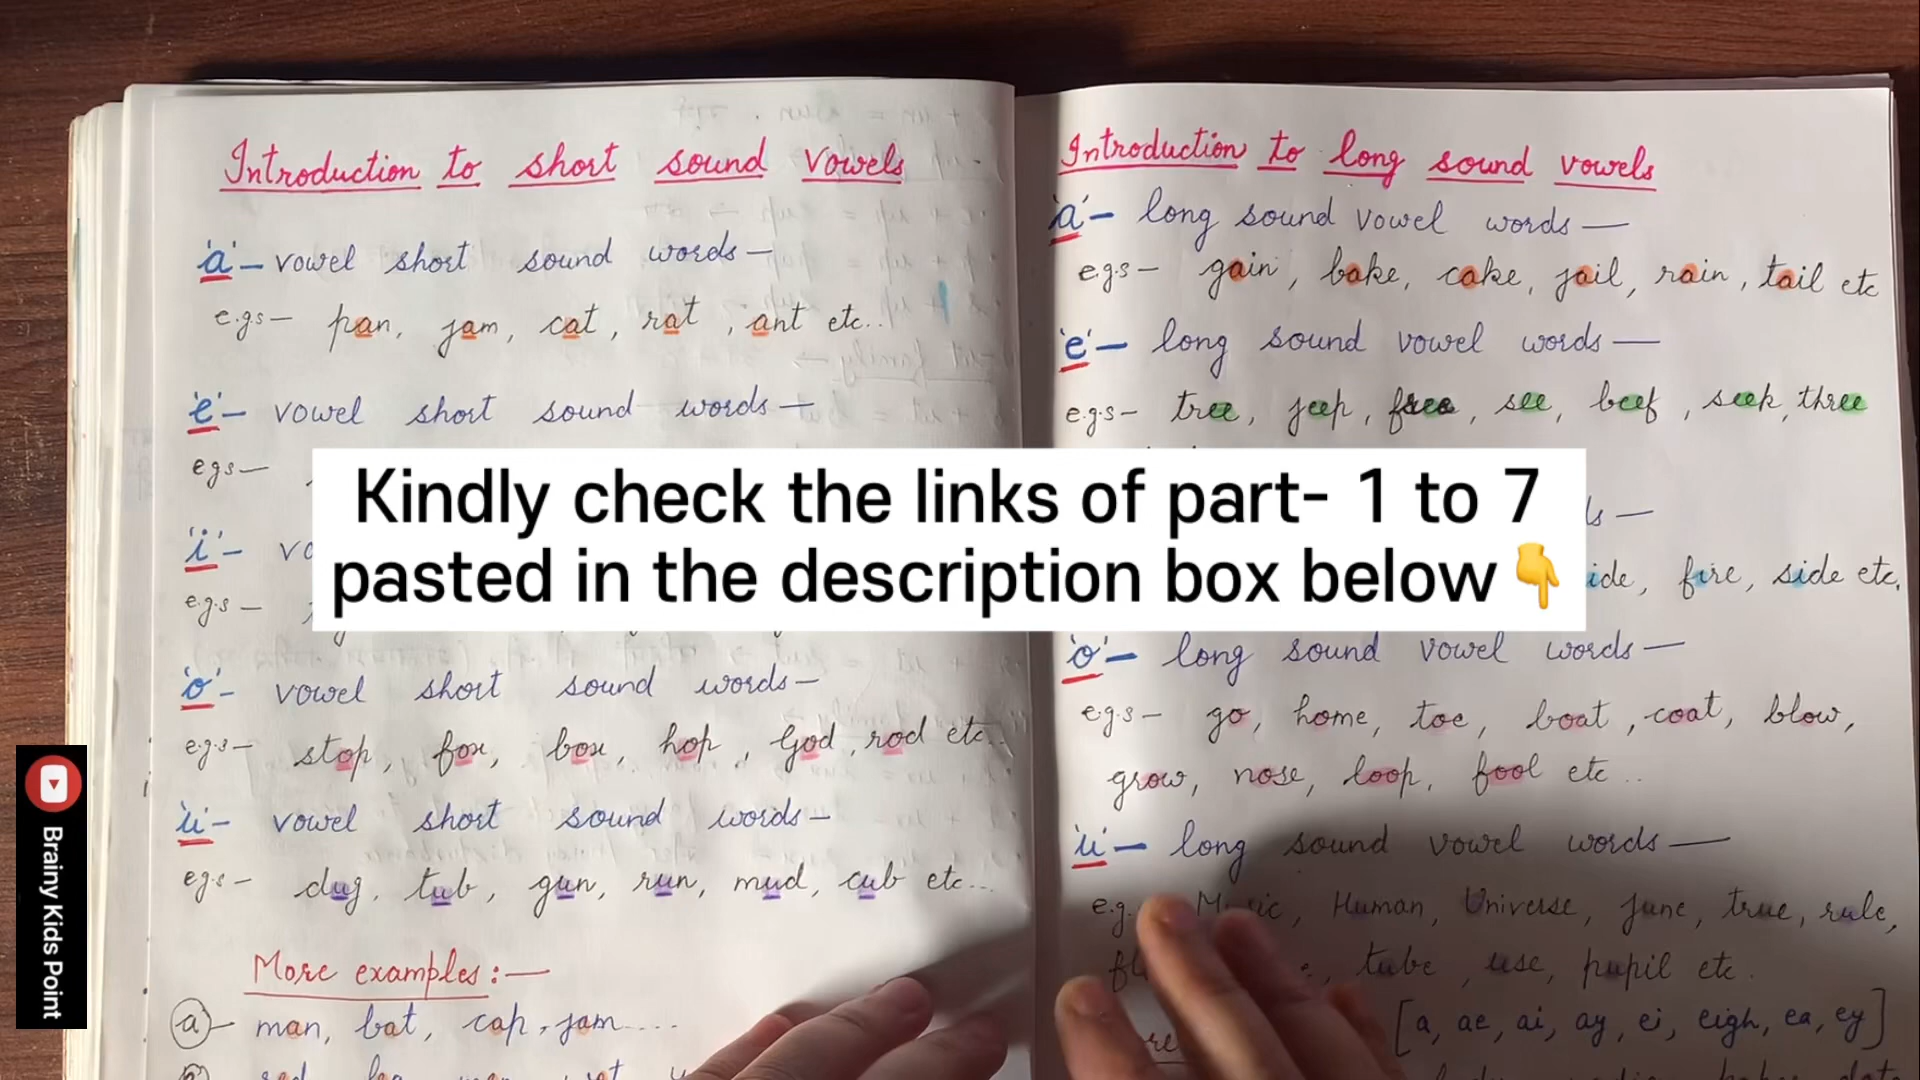 Introduction to short sound vowels
'a'- vowel short sound words-
e.g.s- pan, jam, cat, rat, ant etc..
'e'- vowel short sound words-
egs-
'i'-
e.g.s-
'o'- vowel short sound words-
e.g.s- stop, fox, box, hop, God, rod etc..
'u'- vowel short sound words-
e.g.s- dug, tub, gun, run, mud, cub etc...
More examples:-
(a)- man, bat, cap, jam....
Introduction to long sound vowels
'a'- long sound vowel words-
e.g.s- gain, bake, cake, jail, rain, tail etc
'e'- long sound vowel words-
e.g.s- tree, jeep, free, see, beef, seek, three
ide, fire, side etc.
'o'- long sound vowel words-
e.g.s- go, home, toe, boat, coat, blow,
grow, nose, loop, fool etc..
'u'- long sound vowel words-
e.g. Human, Universe, June, true, rule,
tube, use, pupil etc.
[a, ae, ai, ay, ei, eigh, ea, ey]
Kindly check the links of part- 1 to 7
pasted in the description box below👇
Brainy Kids Point